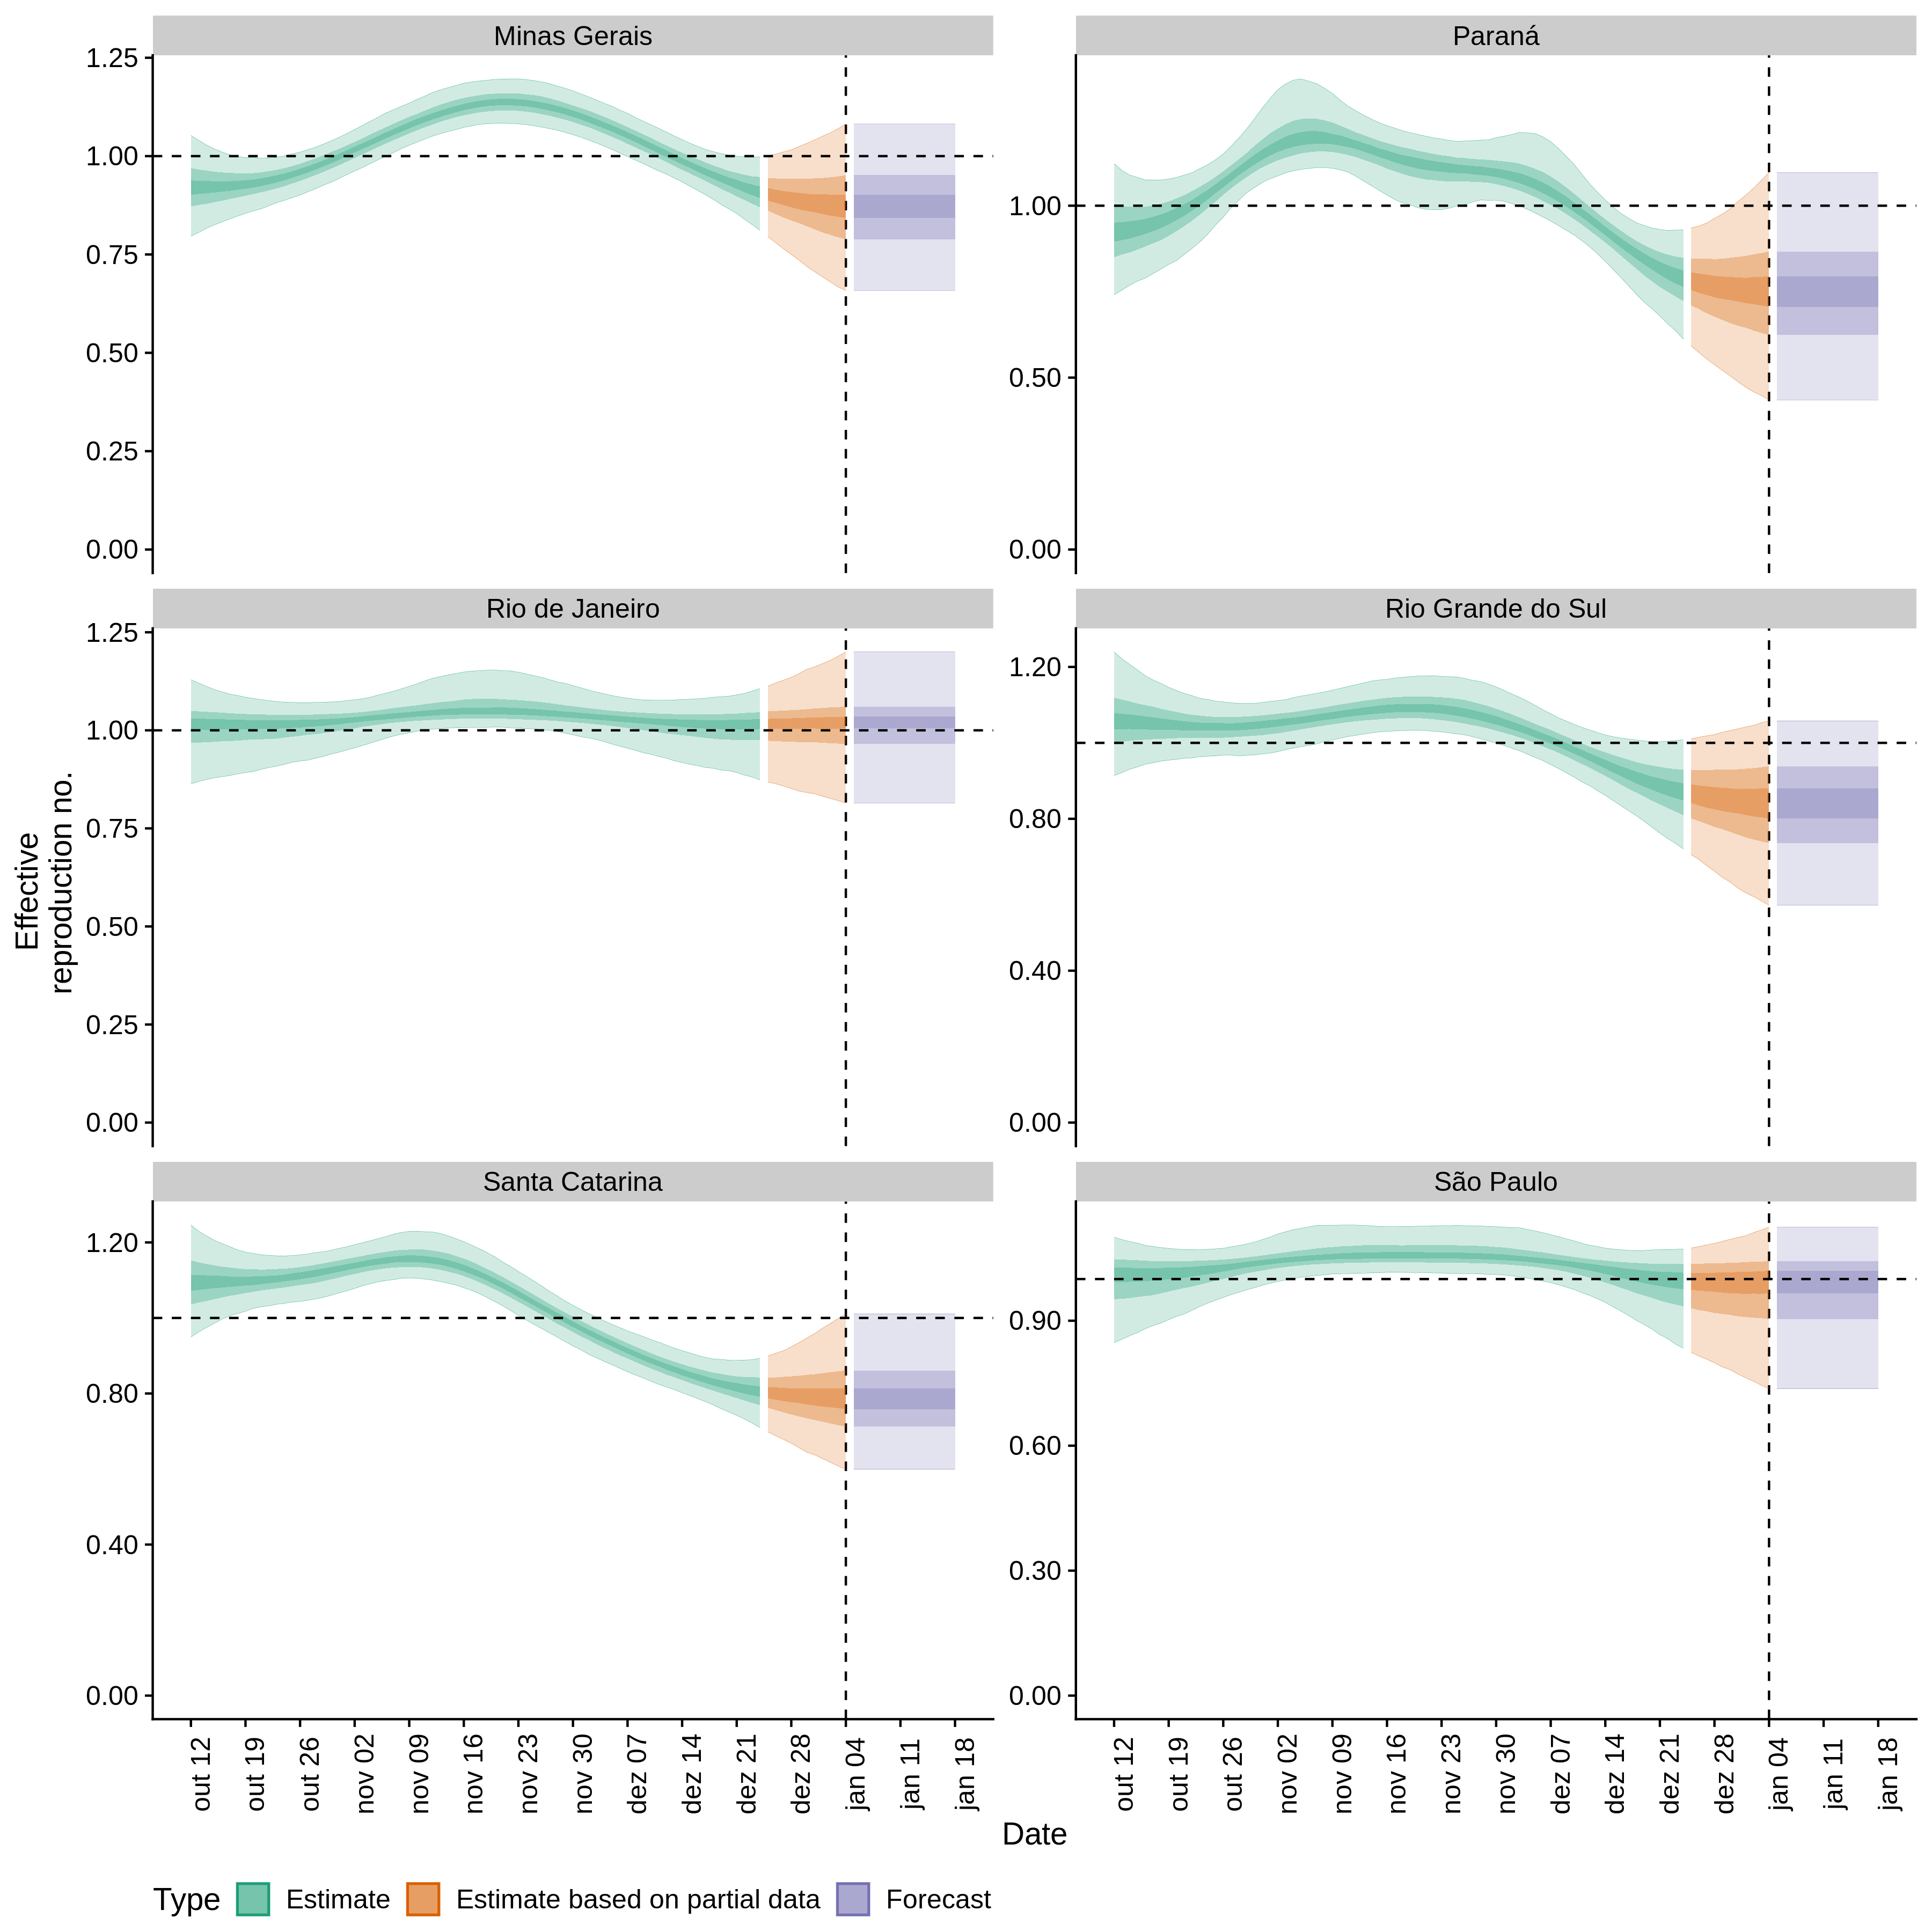 Minas Gerais
Paraná
1.25
1.00
0.75
0.50
0.25
0.00
1.00
0.50
0.00
Rio de Janeiro
Rio Grande do Sul
1.25
1.00
0.75
0.50
0.25
0.00
1.20
0.80
0.40
0.00
Effective
reproduction no.
Santa Catarina
São Paulo
1.20
0.80
0.40
0.00
0.90
0.60
0.30
0.00
out 12
out 19
out 26
nov 02
nov 09
nov 16
nov 23
nov 30
dez 07
dez 14
dez 21
dez 28
jan 04
jan 11
jan 18
out 12
out 19
out 26
nov 02
nov 09
nov 16
nov 23
nov 30
dez 07
dez 14
dez 21
dez 28
jan 04
jan 11
jan 18
Date
Type Estimate Estimate based on partial data Forecast